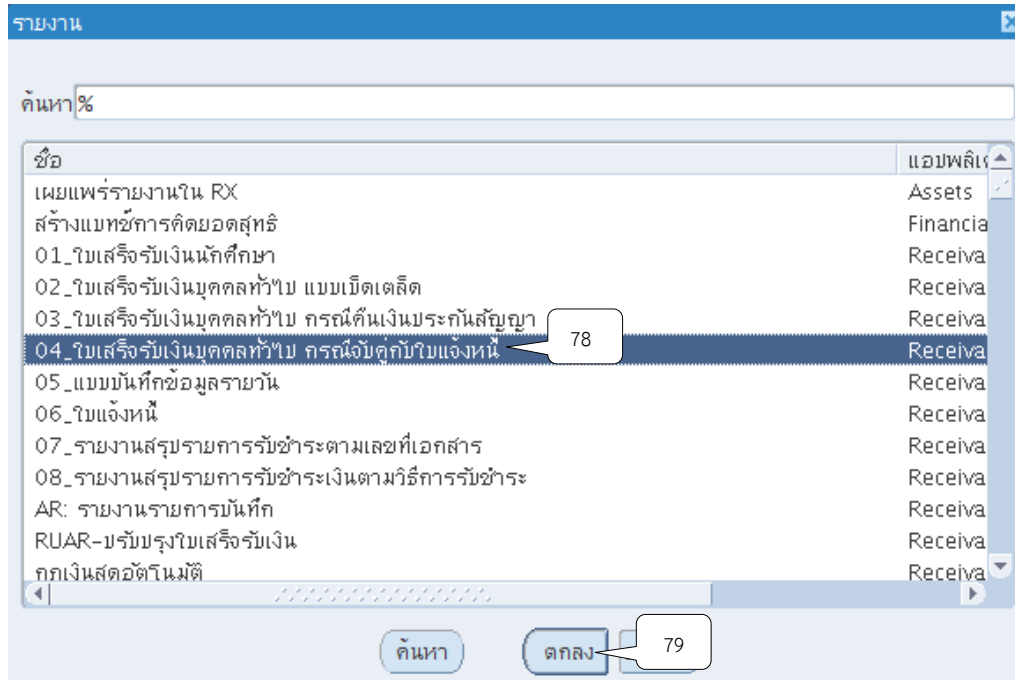 รายงาน
ค้นหา %
ชื่อ แอปพลิเ
เผยแพร่รายงานใน RX Assets
สร้างแบทช์การคิดยอดสุทธิ Financia
01_ใบเสร็จรับเงินนักศึกษา Receiva
02_ใบเสร็จรับเงินบุคคลทั่วไป แบบเบ็ดเตล็ด Receiva
03_ใบเสร็จรับเงินบุคคลทั่วไป กรณีคืนเงินประกันสัญญา Receiva
78
04_ใบเสร็จรับเงินบุคคลทั่วไป กรณีจับคู่กับใบแจ้งหนี้ Receiva
05_แบบบันทึกข้อมูลรายวัน Receiva
06_ใบแจ้งหนี้ Receiva
07_รายงานสรุปรายการรับชำระตามเลขที่เอกสาร Receiva
08_รายงานสรุปรายการรับชำระเงินตามวิธีการรับชำระ Receiva
AR: รายงานรายการบันทึก Receiva
RUAR-ปรับปรุงใบเสร็จรับเงิน Receiva
กกเงินสดอัตโนมัติ Receiva
ค้นหา ตกลง 79